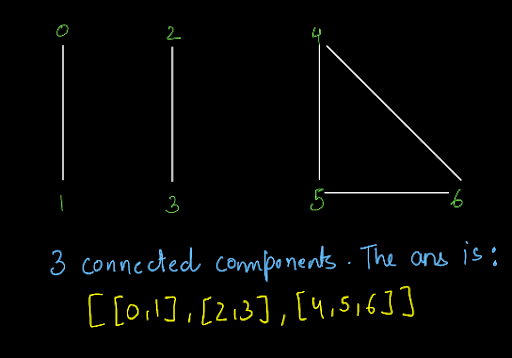 0 2 4
1 3 5 6
3 connected components. The ans is:
[[0,1],[2,3],[4,5,6]]